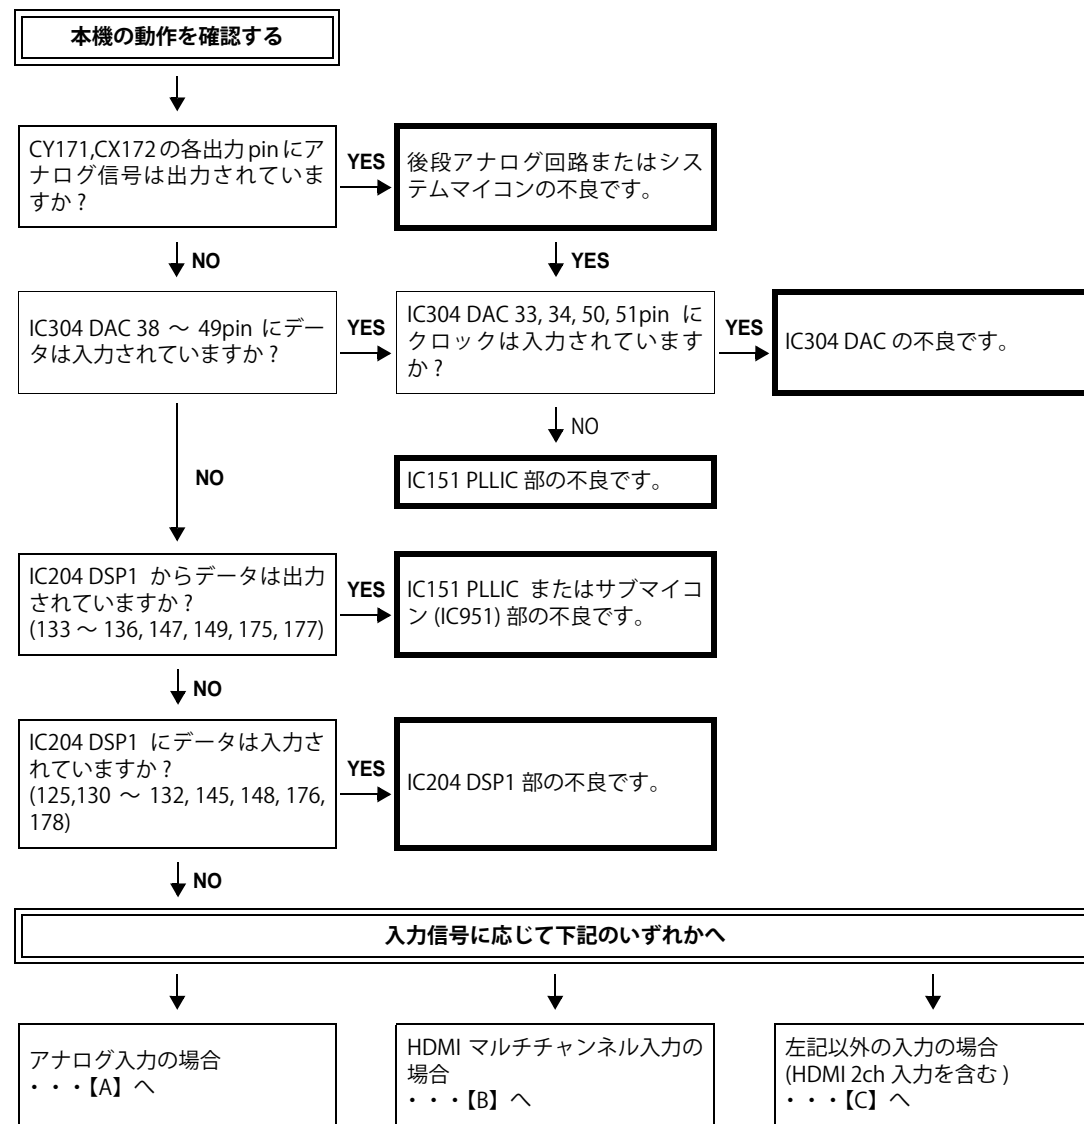 本機の動作を確認する
CY171,CX172 の各出力 pin にア
ナログ信号は出力されていま
すか ?
YES
後段アナログ回路またはシス
テムマイコンの不良です。
NO
YES
IC304 DAC 38 ～ 49pin にデー
タは入力されていますか ?
YES
IC304 DAC 33, 34, 50, 51pin に
クロックは入力されています
か ?
YES
IC304 DAC の不良です。
NO
NO
IC151 PLLIC 部の不良です。
IC204 DSP1 からデータは出力
されていますか ?
(133 ～ 136, 147, 149, 175, 177)
YES
IC151 PLLIC またはサブマイコ
ン (IC951) 部の不良です。
NO
IC204 DSP1 にデータは入力さ
れていますか ?
(125,130 ～ 132, 145, 148, 176,
178)
YES
IC204 DSP1 部の不良です。
NO
入力信号に応じて下記のいずれかへ
アナログ入力の場合
・・・【A】へ
HDMI マルチチャンネル入力の
場合
・・・【B】へ
左記以外の入力の場合
(HDMI 2ch 入力を含む )
・・・【C】へ